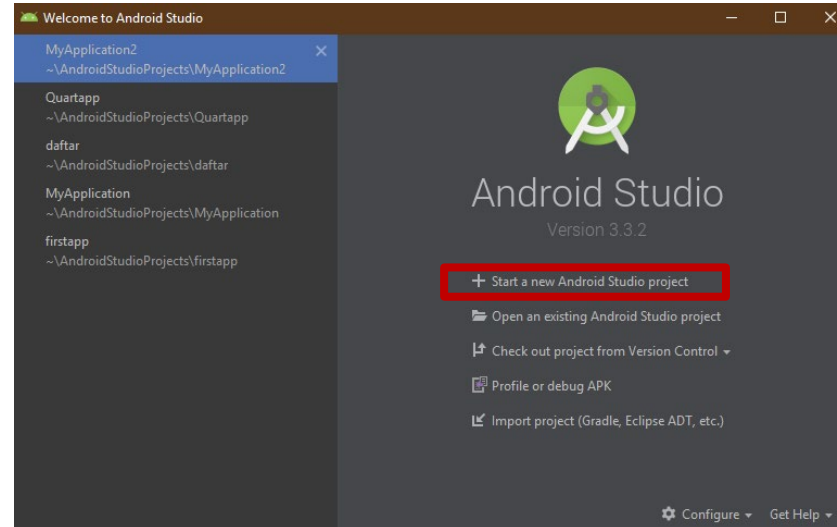 Welcome to Android Studio
MyApplication2
~\AndroidStudioProjects\MyApplication2
Quartapp
~\AndroidStudioProjects\Quartapp
daftar
~\AndroidStudioProjects\daftar
MyApplication
~\AndroidStudioProjects\MyApplication
firstapp
~\AndroidStudioProjects\firstapp
Android Studio
Version 3.3.2
Start a new Android Studio project
Open an existing Android Studio project
Check out project from Version Control
Profile or debug APK
Import project (Gradle, Eclipse ADT, etc.)
Configure Get Help